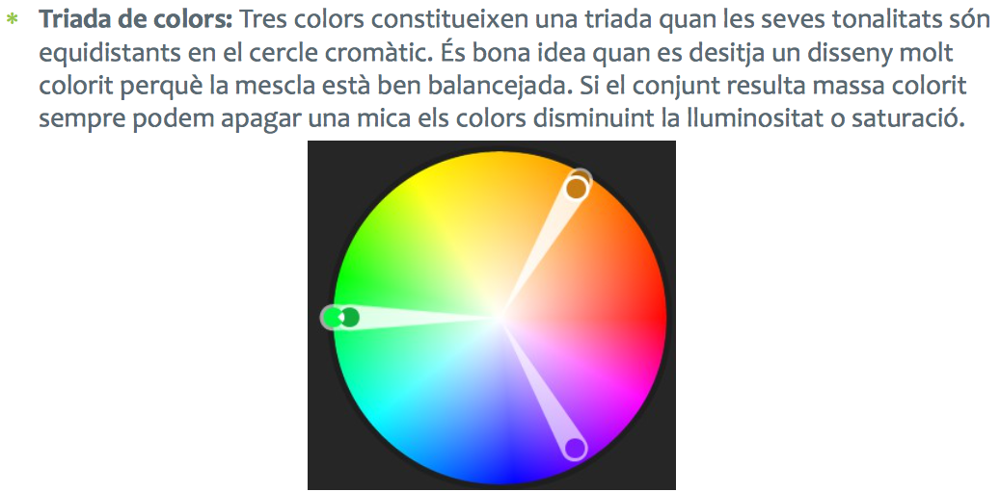 * Triada de colors: Tres colors constitueixen una triada quan les seves tonalitats són
equidistants en el cercle cromàtic. És bona idea quan es desitja un disseny molt
colorit perquè la mescla està ben balancejada. Si el conjunt resulta massa colorit
sempre podem apagar una mica els colors disminuint la lluminositat o saturació.